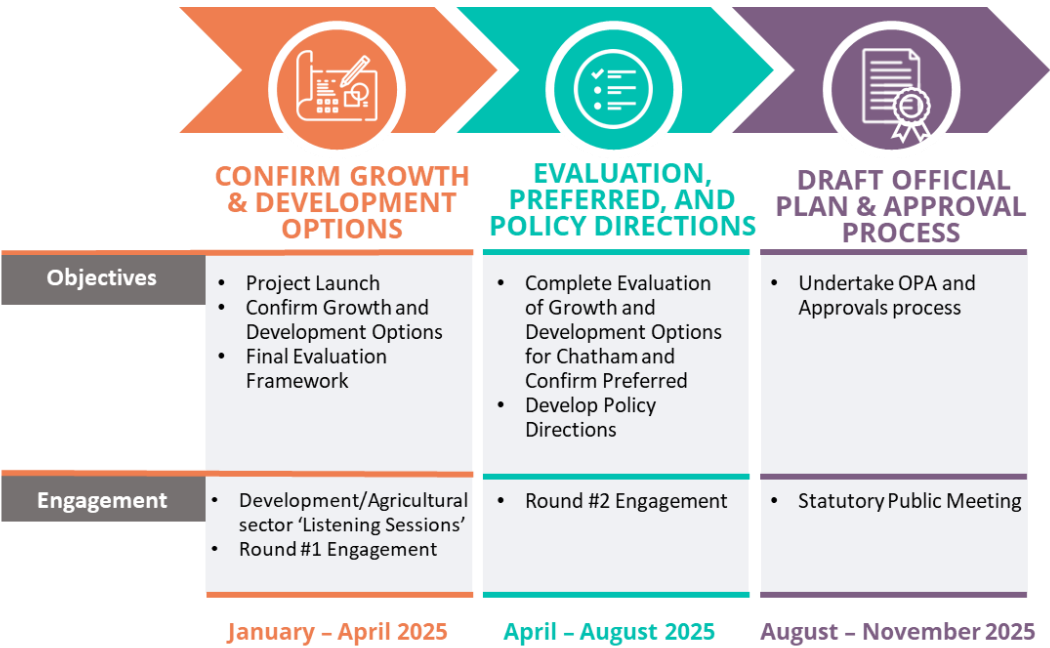 CONFIRM GROWTH
& DEVELOPMENT
OPTIONS
EVALUATION,
PREFERRED, AND
POLICY DIRECTIONS
DRAFT OFFICIAL
PLAN & APPROVAL
PROCESS
Objectives
• Project Launch
• Confirm Growth and
Development Options
• Final Evaluation
Framework
• Complete Evaluation
of Growth and
Development Options
for Chatham and
Confirm Preferred
• Develop Policy
Directions
• Undertake OPA and
Approvals process
Engagement
• Development/Agricultural
sector ‘Listening Sessions’
• Round #1 Engagement
• Round #2 Engagement
• Statutory Public Meeting
January – April 2025
April – August 2025
August – November 2025